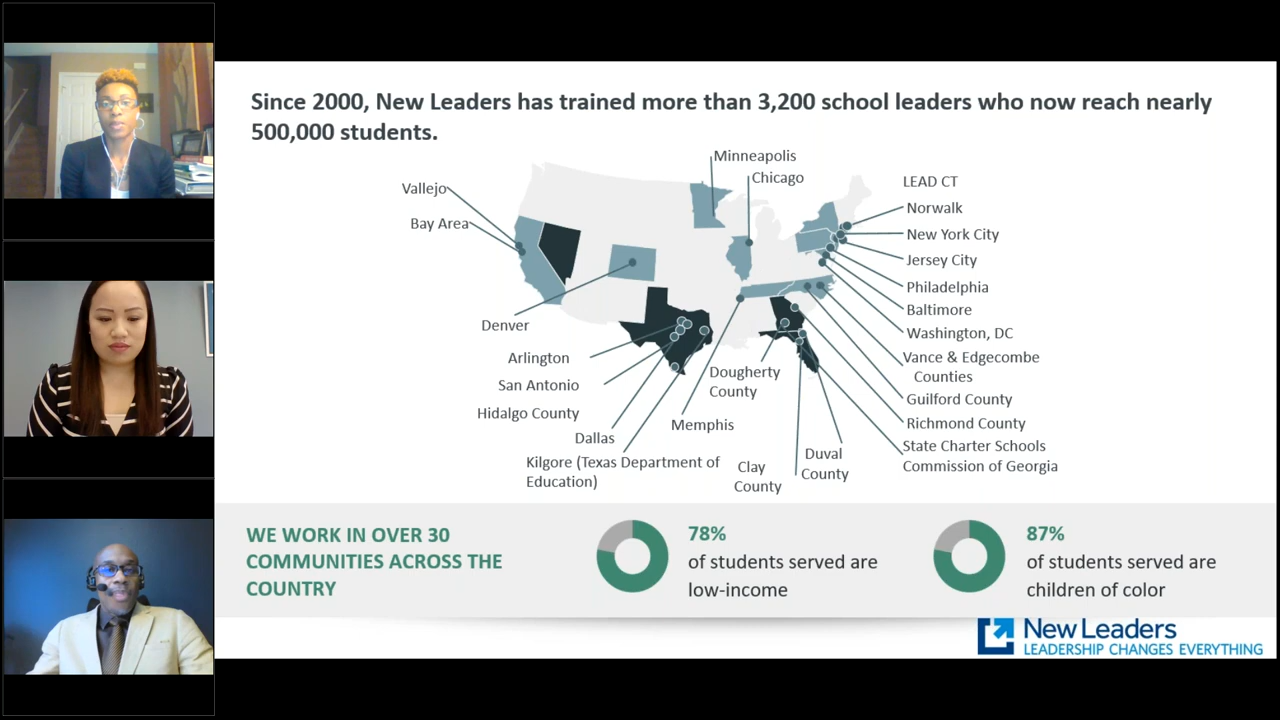 Since 2000, New Leaders has trained more than 3,200 school leaders who now reach nearly
500,000 students.
Minneapolis
Chicago
Vallejo
Bay Area
LEAD CT
Norwalk
New York City
Jersey City
Philadelphia
Baltimore
Washington, DC
Vance & Edgecombe
Counties
Guilford County
Richmond County
State Charter Schools
Commission of Georgia
Denver
Arlington
San Antonio
Hidalgo County
Dallas
Kilgore (Texas Department of
Education)
Memphis
Dougherty
County
Clay
County
Duval
County
WE WORK IN OVER 30
COMMUNITIES ACROSS THE
COUNTRY
78%
of students served are
low-income
87%
of students served are
children of color
New Leaders
LEADERSHIP CHANGES EVERYTHING